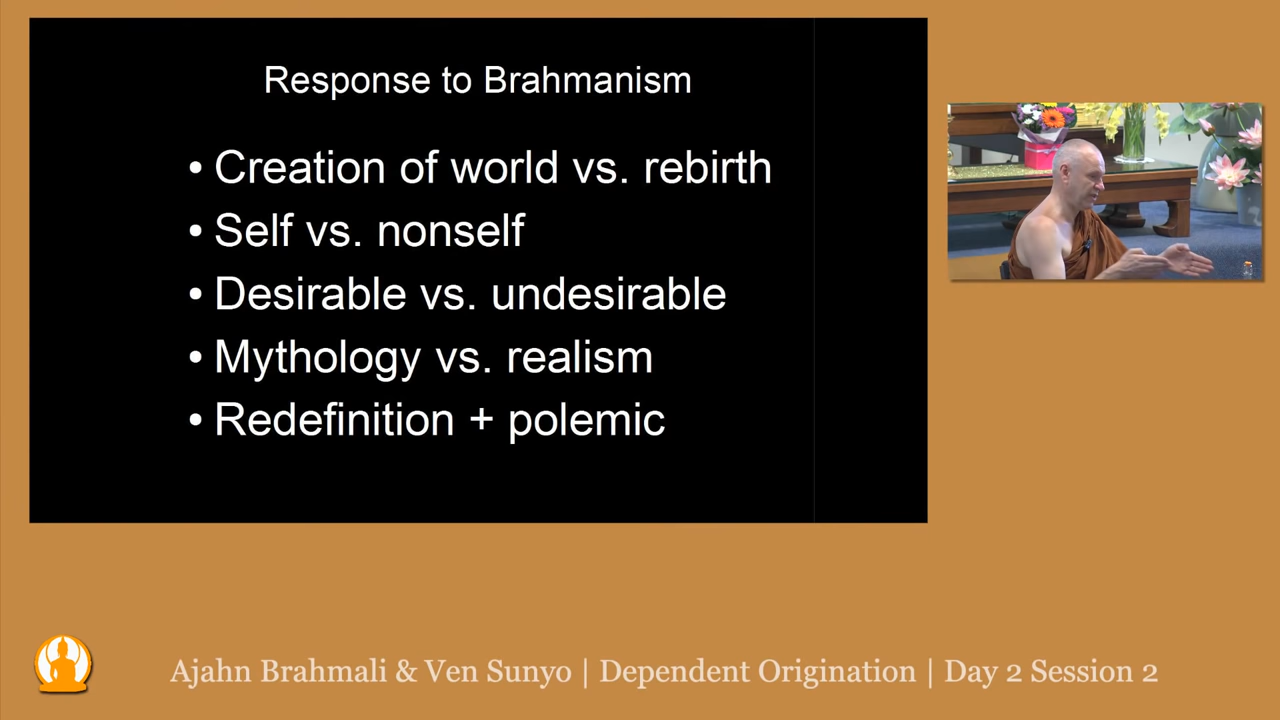 Response to Brahmanism
• Creation of world vs. rebirth
• Self vs. nonself
• Desirable vs. undesirable
• Mythology vs. realism
• Redefinition + polemic
Ajahn Brahmali & Ven Sunyo | Dependent Origination | Day 2 Session 2